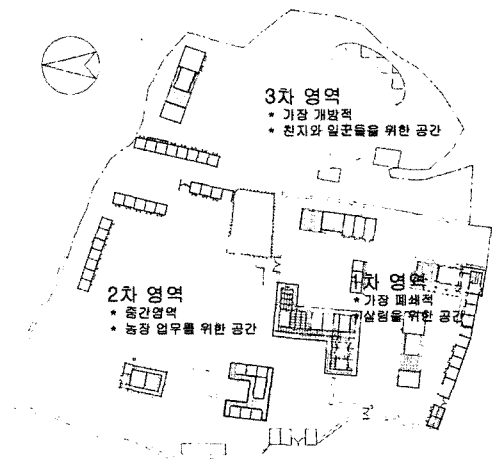 3차 영역
* 가장 개방적
* 친지와 일꾼들을 위한 공간
1차 영역
* 가장 폐쇄적
* 살림을 위한 공간
2차 영역
* 중간영역
* 농장 업무를 위한 공간